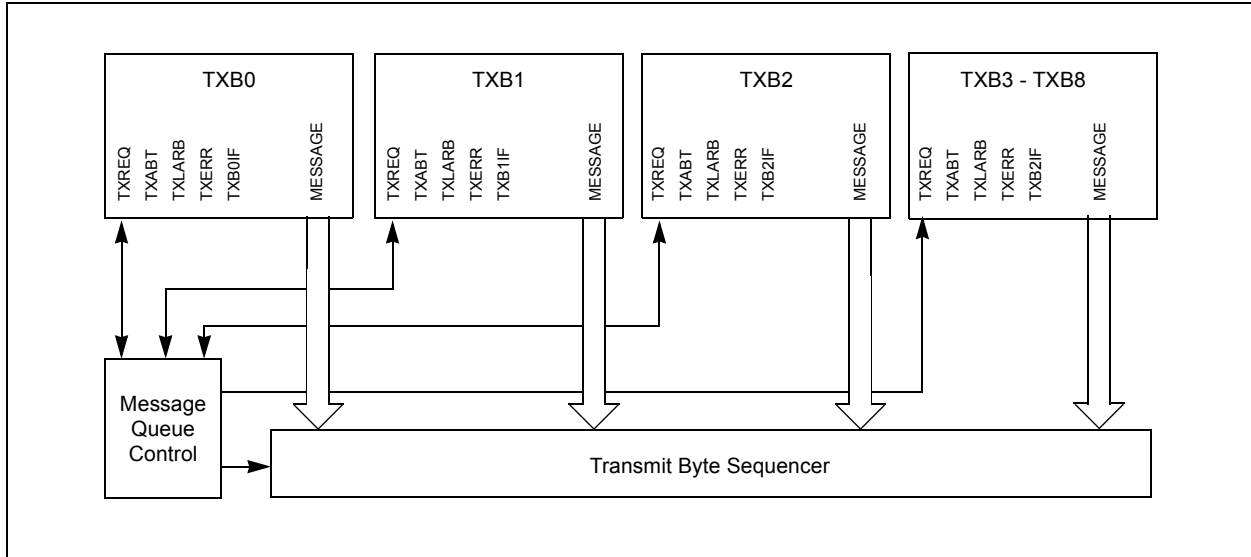 TXB0
TXREQ
TXABT
TXLARB
TXERR
TXB0IF
MESSAGE
TXB1
TXREQ
TXABT
TXLARB
TXERR
TXB1IF
MESSAGE
TXB2
TXREQ
TXABT
TXLARB
TXERR
TXB2IF
MESSAGE
TXB3 - TXB8
TXREQ
TXABT
TXLARB
TXERR
TXB2IF
MESSAGE
Message
Queue
Control
Transmit Byte Sequencer